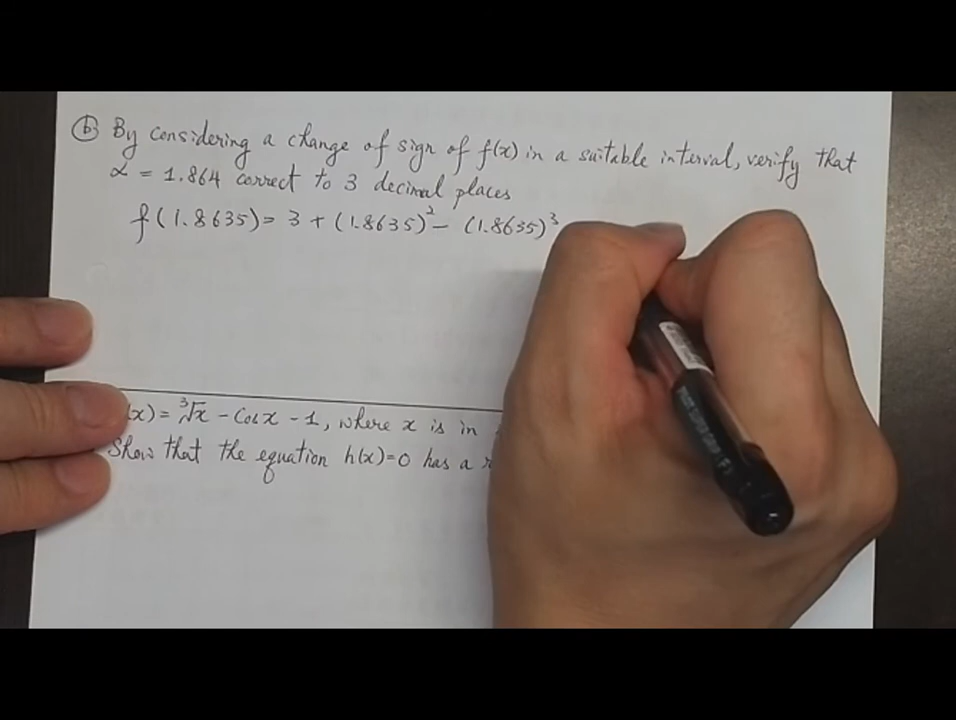 (b) By considering a change of sign of f(x) in a suitable interval, verify that
α = 1.864 correct to 3 decimal places
f(1.8635) = 3 + (1.8635)² - (1.8635)³
(x) = ³√x - Cos x - 1, where x is in
Show that the equation h(x)=0 has a